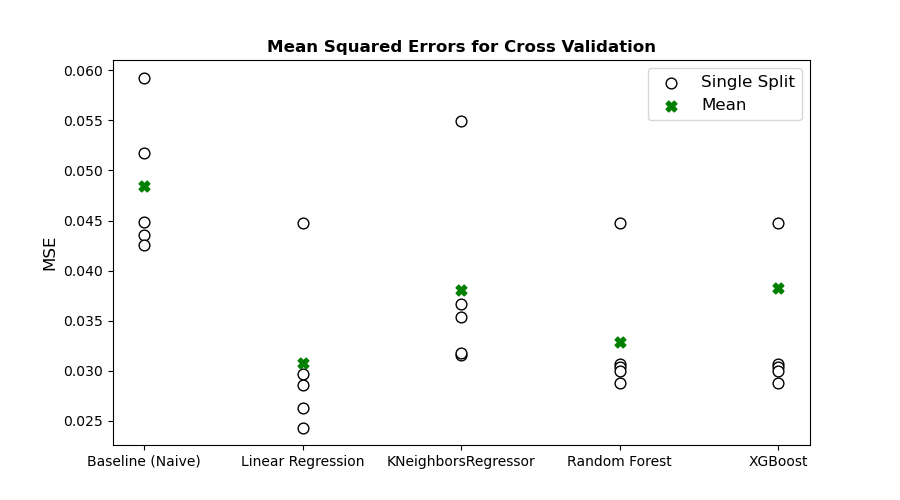 Mean Squared Errors for Cross Validation
Single Split
Mean
MSE
0.060
0.055
0.050
0.045
0.040
0.035
0.030
0.025
Baseline (Naive)
Linear Regression
KNeighborsRegressor
Random Forest
XGBoost